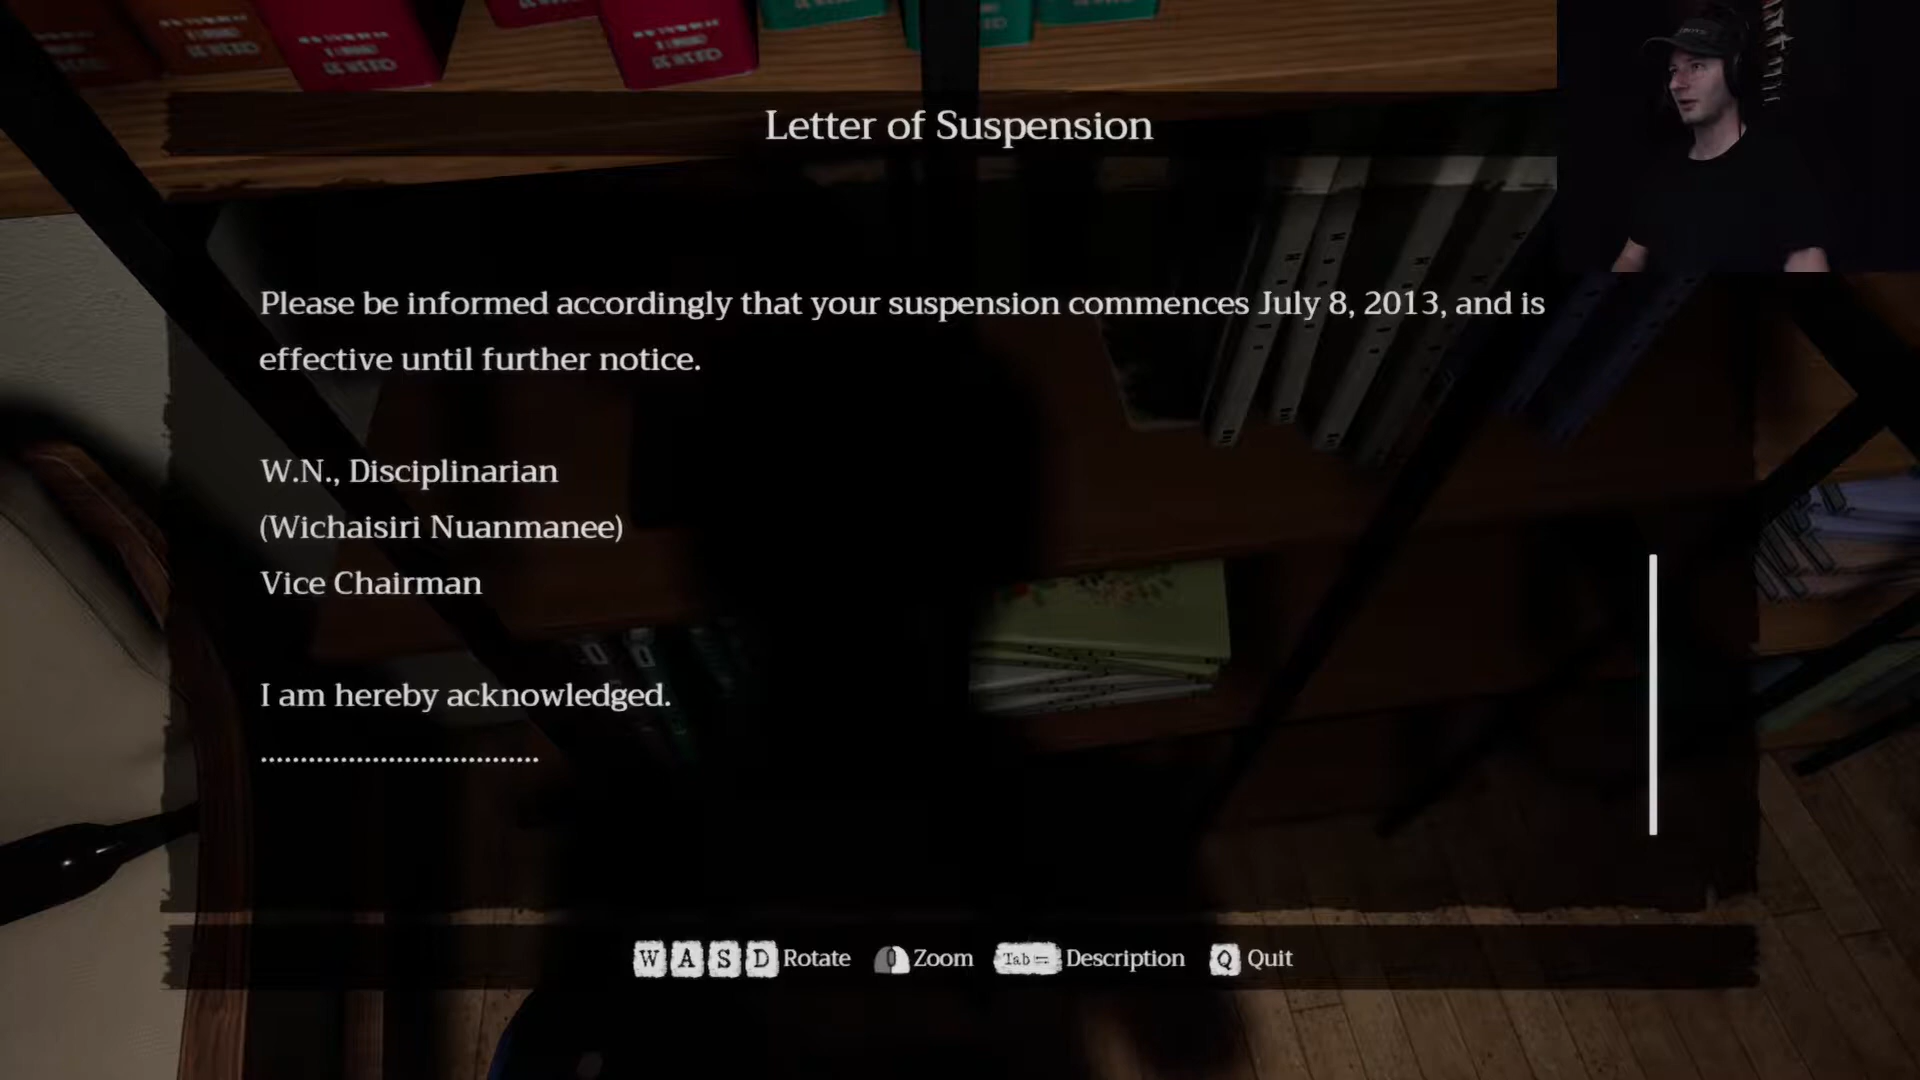 Letter of Suspension
Please be informed accordingly that your suspension commences July 8, 2013, and is
effective until further notice.
W.N., Disciplinarian
(Wichaisiri Nuanmanee)
Vice Chairman
I am hereby acknowledged.
..................................
W A S D Rotate Zoom Tab Description Q Quit